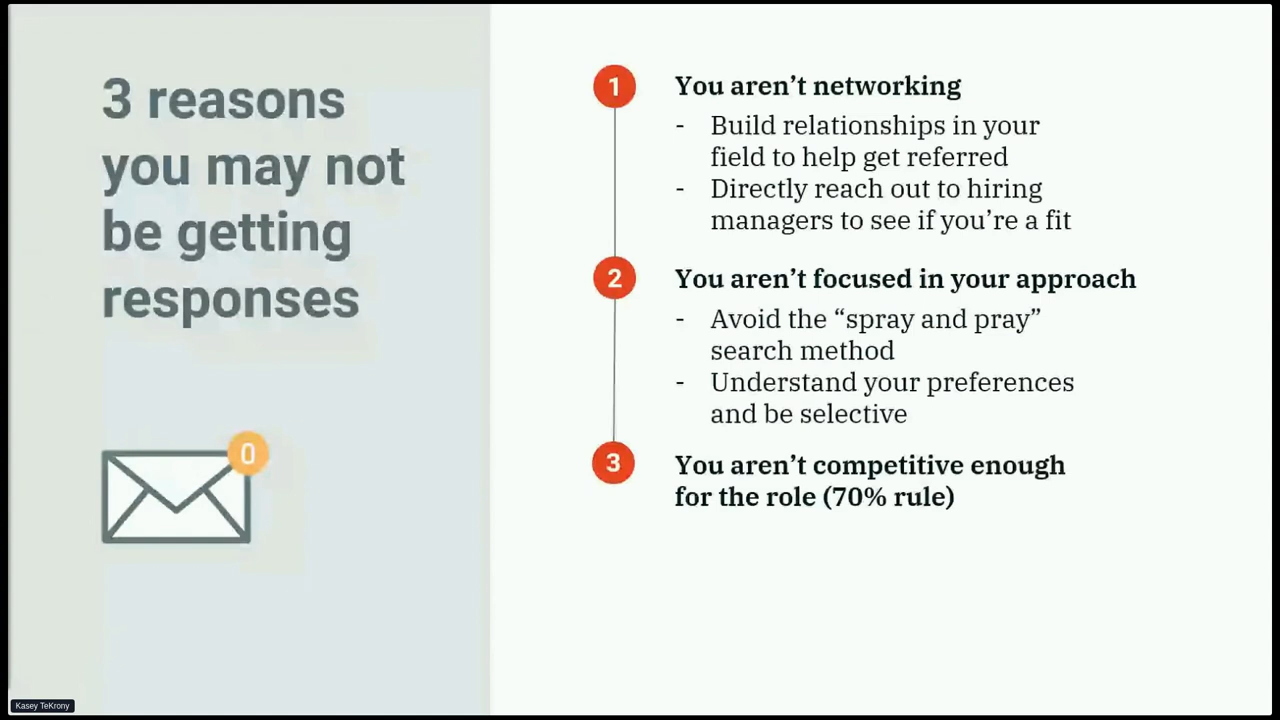 3 reasons
you may not
be getting
responses
0
1
You aren’t networking
- Build relationships in your
field to help get referred
- Directly reach out to hiring
managers to see if you’re a fit
2
You aren’t focused in your approach
- Avoid the “spray and pray”
search method
- Understand your preferences
and be selective
3
You aren’t competitive enough
for the role (70% rule)
Kasey TeKrony